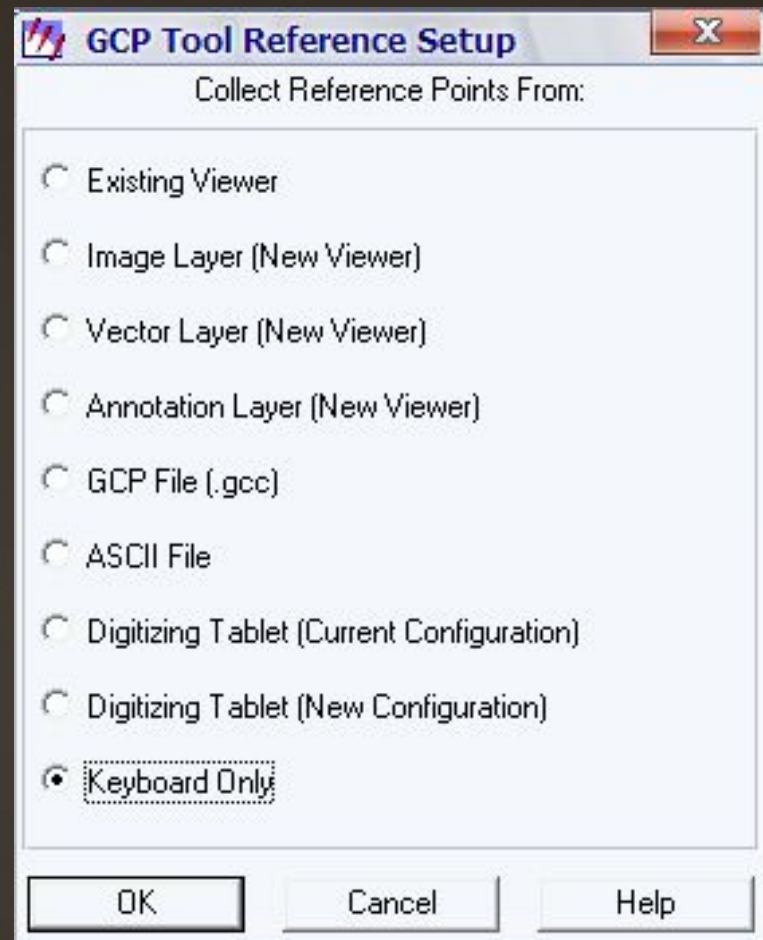 GCP Tool Reference Setup
X
Collect Reference Points From:
Existing Viewer
Image Layer (New Viewer)
Vector Layer (New Viewer)
Annotation Layer (New Viewer)
GCP File (.gcc)
ASCII File
Digitizing Tablet (Current Configuration)
Digitizing Tablet (New Configuration)
Keyboard Only
OK Cancel Help